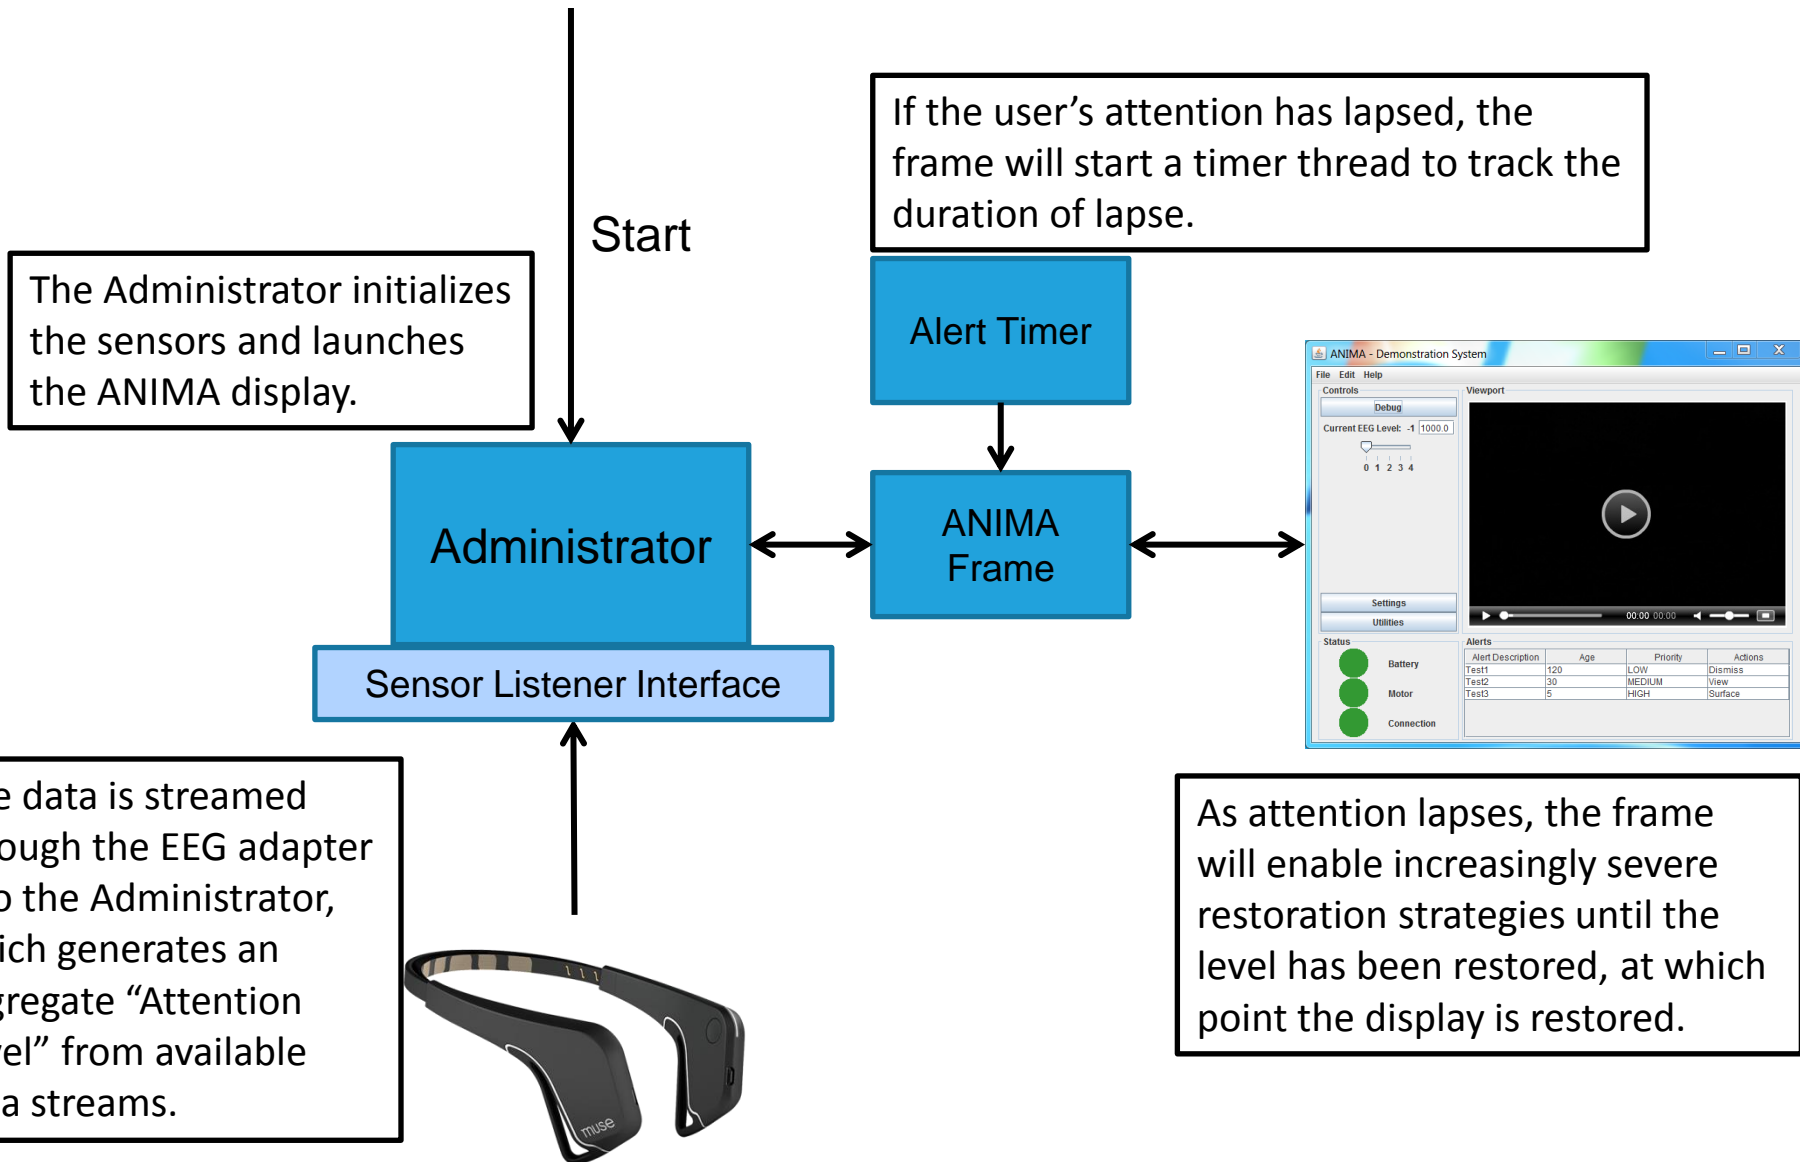 If the user’s attention has lapsed, the
frame will start a timer thread to track the
duration of lapse.
Start
The Administrator initializes
the sensors and launches
the ANIMA display.
Alert Timer
Administrator
ANIMA
Frame
Sensor Listener Interface
ANIMA - Demonstration System
File Edit Help
Controls
Debug
Current EEG Level: -1 1000.0
0 1 2 3 4
Settings
Utilities
Viewport
00:00 00:00
Status
Battery
Motor
Connection
Alerts
Alert Description Age Priority Actions
Test1 120 LOW Dismiss
Test2 30 MEDIUM View
Test3 5 HIGH Surface
data is streamed
the EEG adapter
the Administrator,
generates an
“Attention
from available
streams.
muse
As attention lapses, the frame
will enable increasingly severe
restoration strategies until the
level has been restored, at which
point the display is restored.